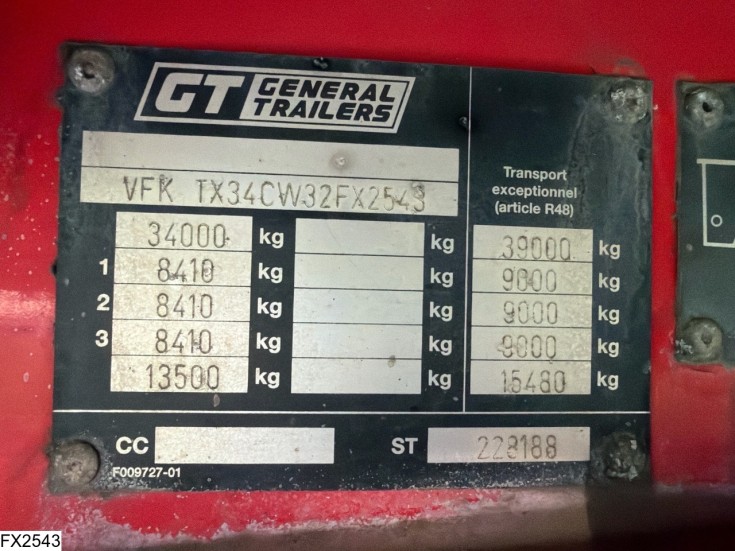 GT GENERAL TRAILERS
VFK TX34CW32FX2543
Transport
exceptionnel
(article R48)
34000 kg kg 39000 kg
1 8410 kg kg 9000 kg
2 8410 kg kg 9000 kg
3 8410 kg kg 9000 kg
13500 kg kg 15480 kg
CC ST 228188
F009727-01
FX2543